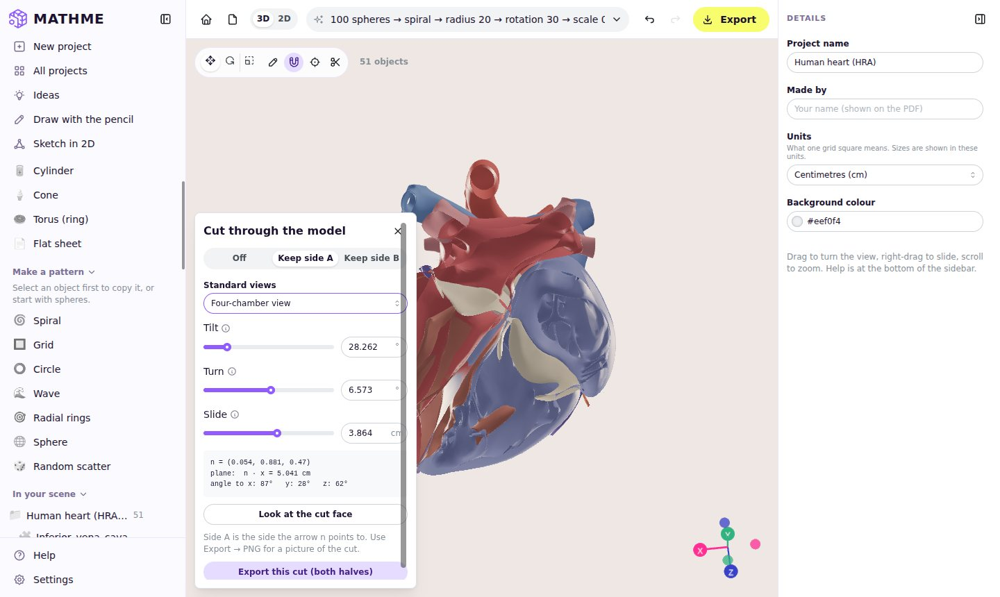 MATHME
New project
All projects
Ideas
Draw with the pencil
Sketch in 2D
Cylinder
Cone
Torus (ring)
Flat sheet
Make a pattern
Select an object first to copy it, or
start with spheres.
Spiral
Grid
Circle
Wave
Radial rings
Sphere
Random scatter
In your scene
Human heart (HRA... 51
Inferior vena cava
Help
Settings
3D 2D
100 spheres → spiral → radius 20 → rotation 30 → scale 0
Export
51 objects
Cut through the model
Off Keep side A Keep side B
Standard views
Four-chamber view
Tilt
28.262 °
Turn
6.573 °
Slide
3.864 cm
n = (0.054, 0.881, 0.47)
plane: n · x = 5.041 cm
angle to x: 87° y: 28° z: 62°
Look at the cut face
Side A is the side the arrow n points to. Use
Export → PNG for a picture of the cut.
Export this cut (both halves)
Y
X
Z
DETAILS
Project name
Human heart (HRA)
Made by
Your name (shown on the PDF)
Units
What one grid square means. Sizes are shown in these
units.
Centimetres (cm)
Background colour
#eef0f4
Drag to turn the view, right-drag to slide, scroll
to zoom. Help is at the bottom of the sidebar.